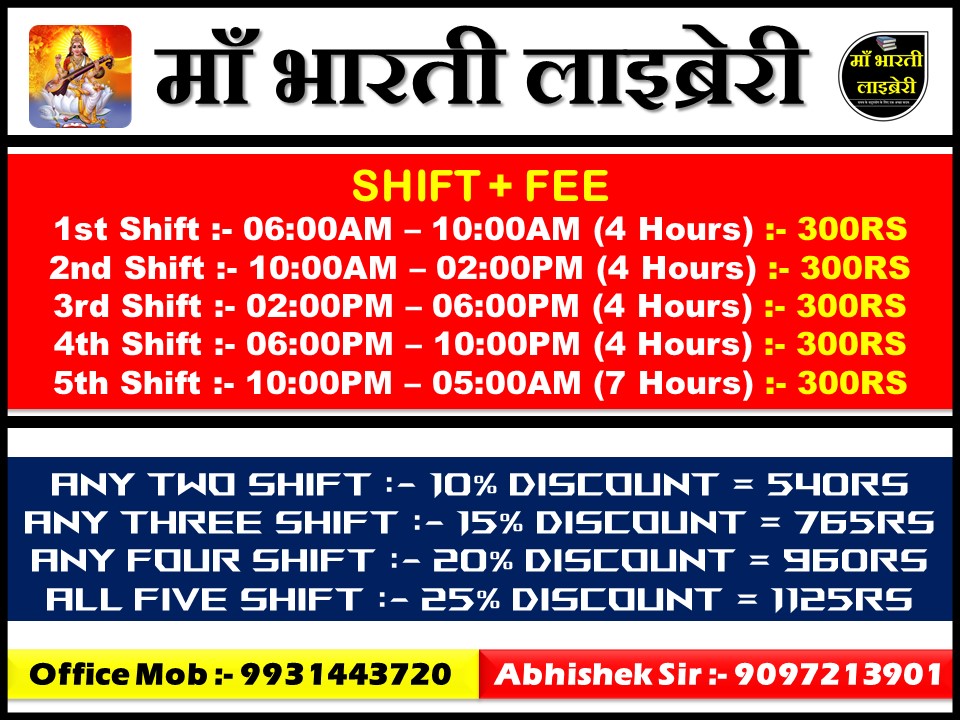 माँ भारती लाइब्रेरी
माँ भारती
लाइब्रेरी
SHIFT + FEE
1st Shift :- 06:00AM – 10:00AM (4 Hours) :- 300RS
2nd Shift :- 10:00AM – 02:00PM (4 Hours) :- 300RS
3rd Shift :- 02:00PM – 06:00PM (4 Hours) :- 300RS
4th Shift :- 06:00PM – 10:00PM (4 Hours) :- 300RS
5th Shift :- 10:00PM – 05:00AM (7 Hours) :- 300RS
ANY TWO SHIFT :- 10% DISCOUNT = 540RS
ANY THREE SHIFT :- 15% DISCOUNT = 765RS
ANY FOUR SHIFT :- 20% DISCOUNT = 960RS
ALL FIVE SHIFT :- 25% DISCOUNT = 1125RS
Office Mob :- 9931443720
Abhishek Sir :- 9097213901